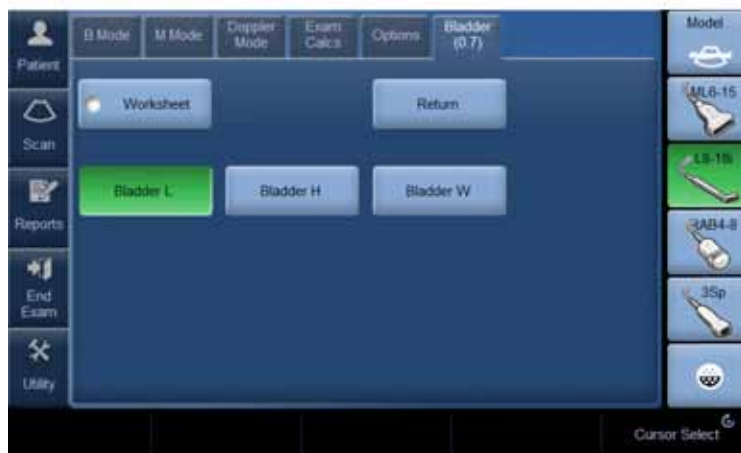 Patient
Scan
Reports
End
Exam
Utility
B Mode
M Mode
Doppler
Mode
Exam
Calcs
Options
Bladder
(0.7)
Worksheet
Return
Bladder L
Bladder H
Bladder W
Model
ML6-15
L8-18i
RAB4-8
3Sp
Cursor Select